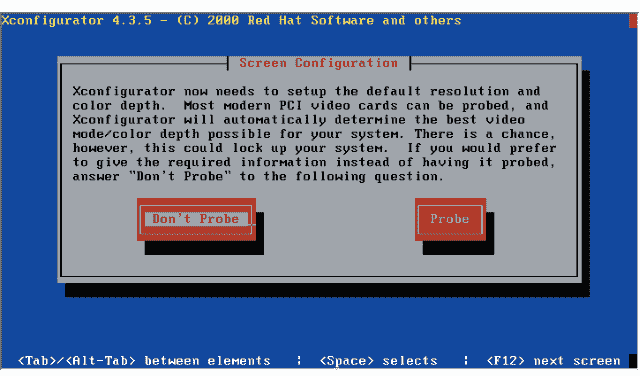 Xconfigurator 4.3.5 - (C) 2000 Red Hat Software and others
Screen Configuration
Xconfigurator now needs to setup the default resolution and
color depth.  Most modern PCI video cards can be probed, and
Xconfigurator will automatically determine the best video
mode/color depth possible for your system. There is a chance,
however, this could lock up your system.  If you would prefer
to give the required information instead of having it probed,
answer "Don't Probe" to the following question.
Don't Probe    Probe
<Tab>/<Alt-Tab> between elements   |   <Space> selects   |   <F12> next screen